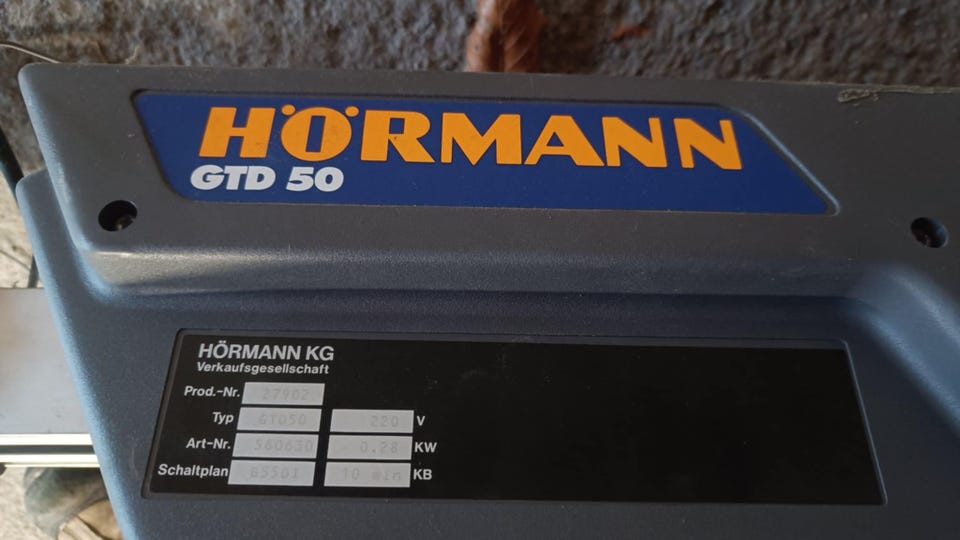 HÖRMANN
GTD 50
HÖRMANN KG
Verkaufsgesellschaft
Prod.-Nr. 27902
Typ GTD50 220 V
Art-Nr. 560630 0.28 KW
Schaltplan 10 min KB